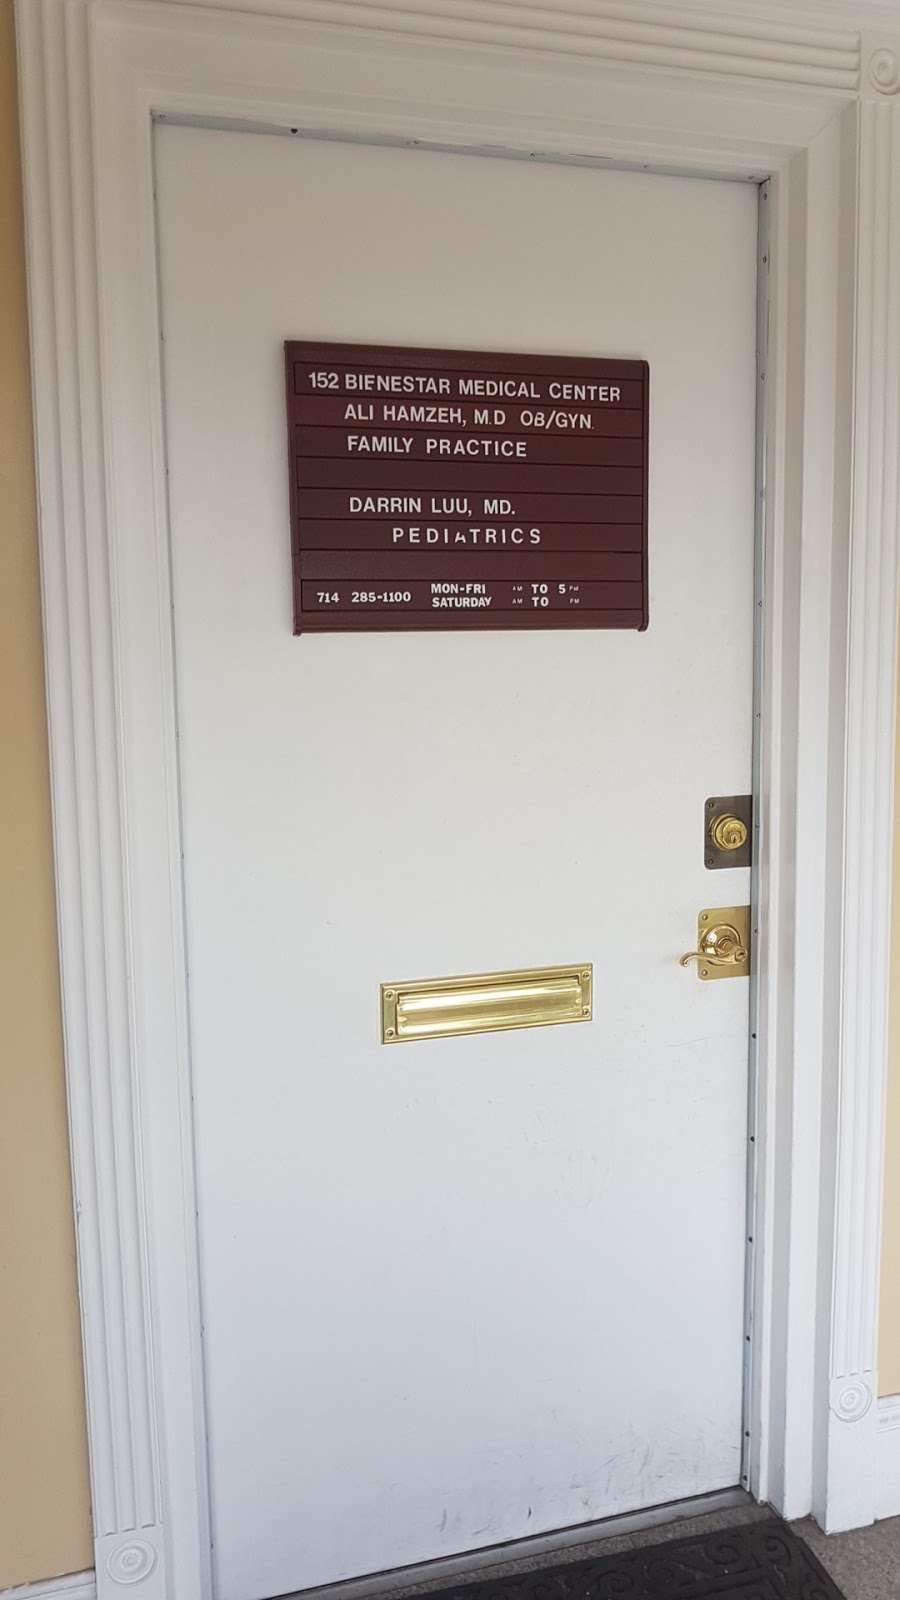 152 BIENESTAR MEDICAL CENTER
ALI HAMZEH, M.D OB/GYN.
FAMILY PRACTICE
DARRIN LUU, MD.
PEDIATRICS
714 285-1100 MON-FRI AM TO 5 PM
SATURDAY AM TO PM